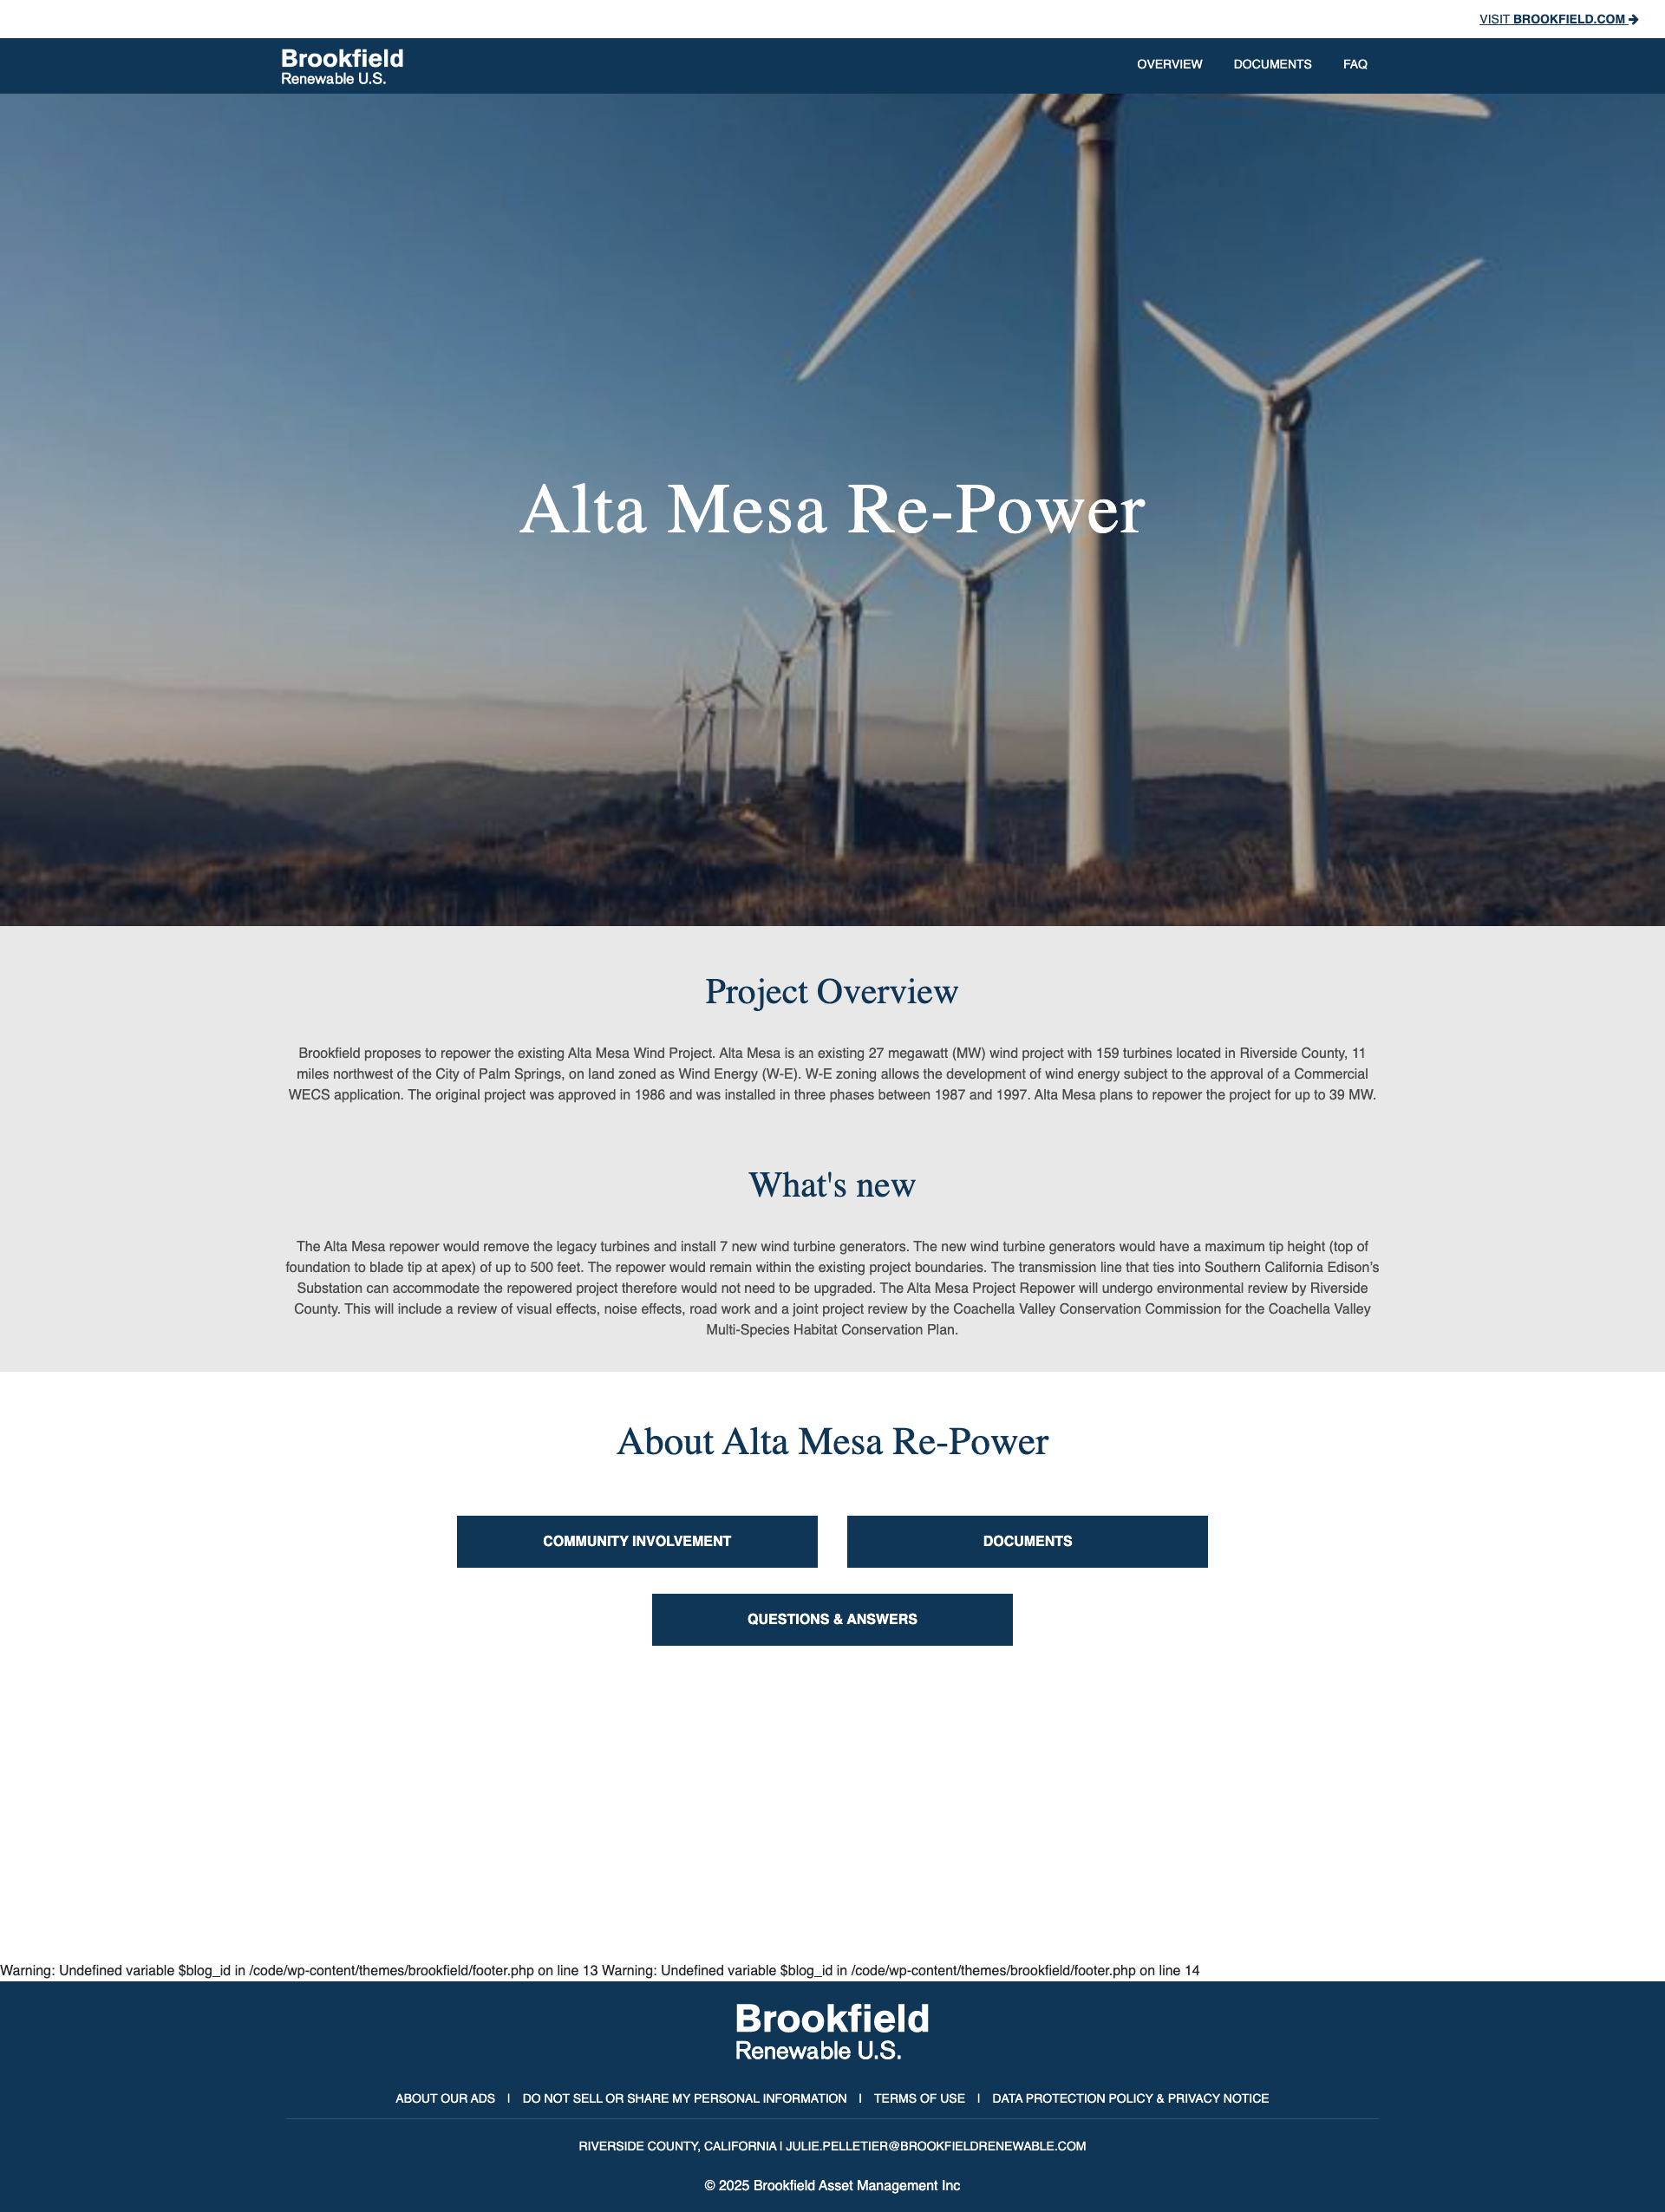 VISIT BROOKFIELD.COM
Brookfield
Renewable U.S.
OVERVIEW DOCUMENTS FAQ
Alta Mesa Re-Power
Project Overview
Brookfield proposes to repower the existing Alta Mesa Wind Project. Alta Mesa is an existing 27 megawatt (MW) wind project with 159 turbines located in Riverside County, 11
miles northwest of the City of Palm Springs, on land zoned as Wind Energy (W-E). W-E zoning allows the development of wind energy subject to the approval of a Commercial
WECS application. The original project was approved in 1986 and was installed in three phases between 1987 and 1997. Alta Mesa plans to repower the project for up to 39 MW.
What's new
The Alta Mesa repower would remove the legacy turbines and install 7 new wind turbine generators. The new wind turbine generators would have a maximum tip height (top of
foundation to blade tip at apex) of up to 500 feet. The repower would remain within the existing project boundaries. The transmission line that ties into Southern California Edison’s
Substation can accommodate the repowered project therefore would not need to be upgraded. The Alta Mesa Project Repower will undergo environmental review by Riverside
County. This will include a review of visual effects, noise effects, road work and a joint project review by the Coachella Valley Conservation Commission for the Coachella Valley
Multi-Species Habitat Conservation Plan.
About Alta Mesa Re-Power
COMMUNITY INVOLVEMENT DOCUMENTS
QUESTIONS & ANSWERS
Warning: Undefined variable $blog_id in /code/wp-content/themes/brookfield/footer.php on line 13 Warning: Undefined variable $blog_id in /code/wp-content/themes/brookfield/footer.php on line 14
Brookfield
Renewable U.S.
ABOUT OUR ADS | DO NOT SELL OR SHARE MY PERSONAL INFORMATION | TERMS OF USE | DATA PROTECTION POLICY & PRIVACY NOTICE
RIVERSIDE COUNTY, CALIFORNIA | JULIE.PELLETIER@BROOKFIELDRENEWABLE.COM
© 2025 Brookfield Asset Management Inc